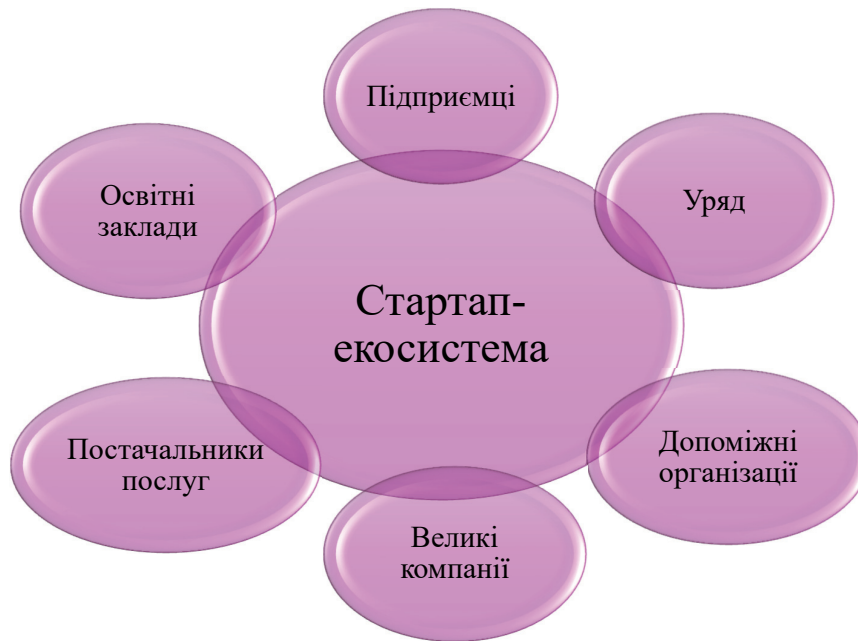 Підприємці
Освітні
заклади
Уряд
Стартап-
екосистема
Постачальники
послуг
Допоміжні
організації
Великі
компанії